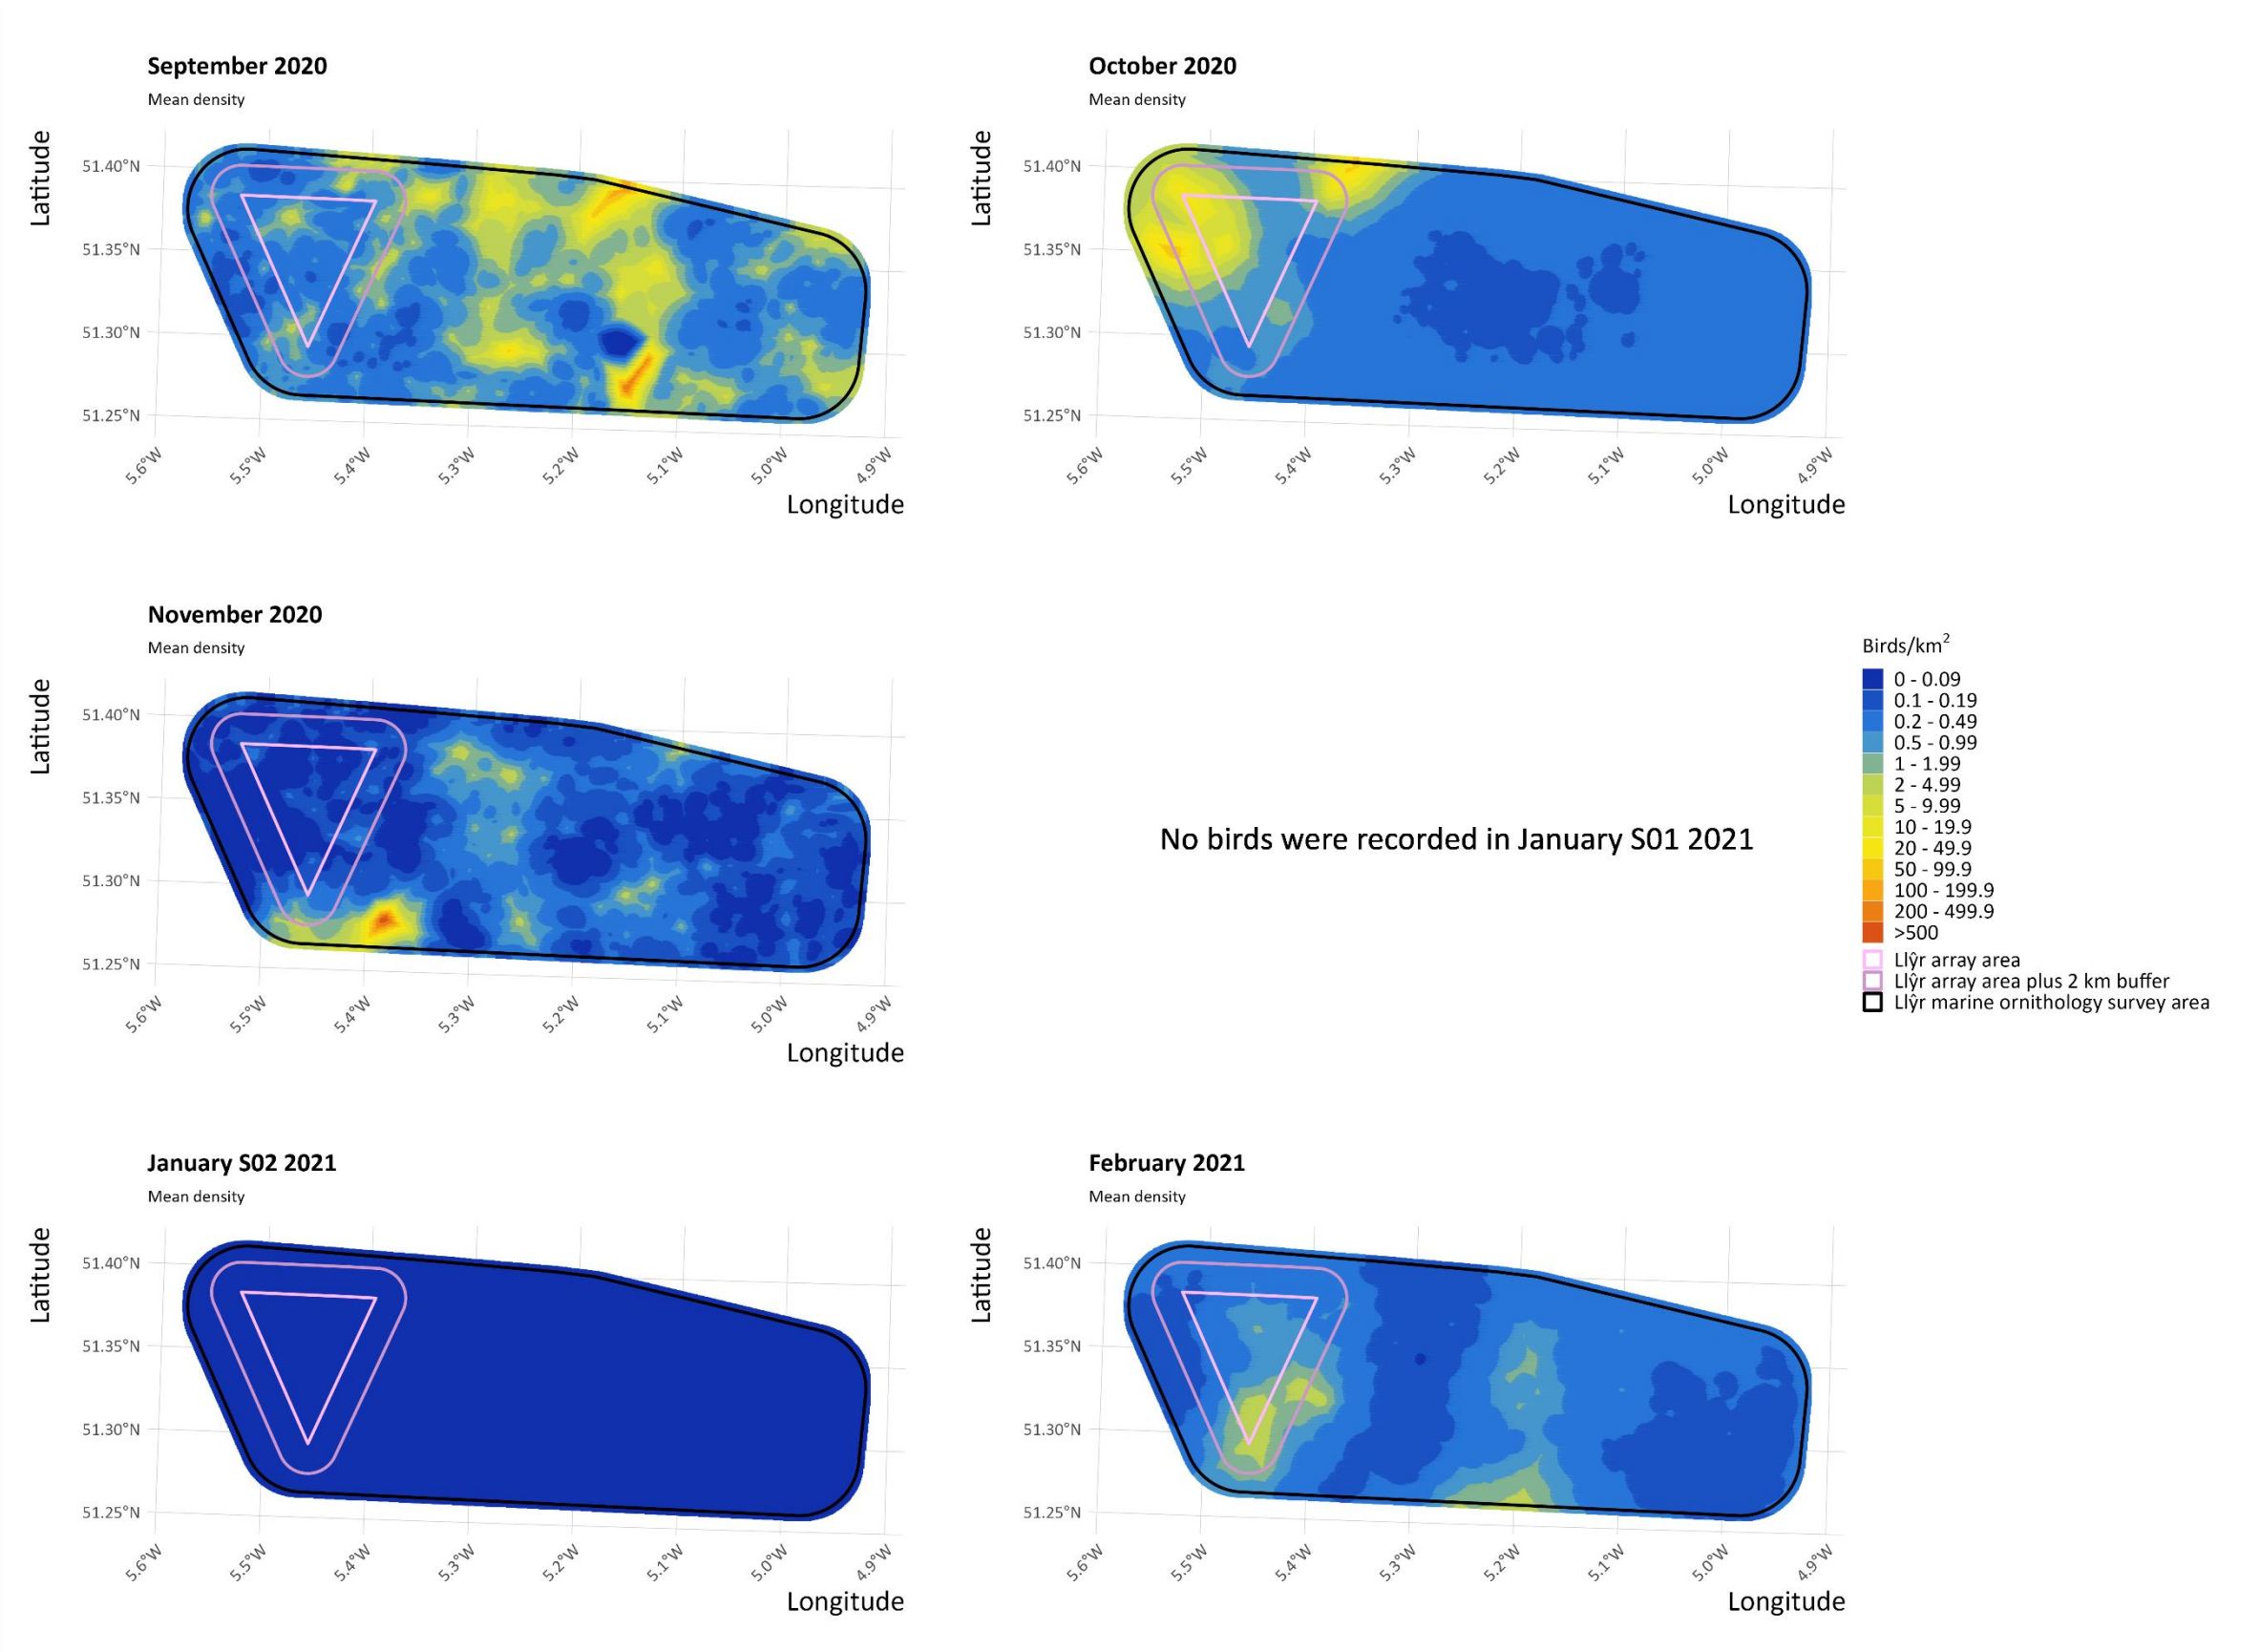 September 2020
Mean density
Latitude
51.40°N
51.35°N
51.30°N
51.25°N
5.6°W
5.5°W
5.4°W
5.3°W
5.2°W
5.1°W
5.0°W
4.9°W
Longitude
October 2020
Mean density
Latitude
51.40°N
51.35°N
51.30°N
51.25°N
5.6°W
5.5°W
5.4°W
5.3°W
5.2°W
5.1°W
5.0°W
4.9°W
Longitude
November 2020
Mean density
Latitude
51.40°N
51.35°N
51.30°N
51.25°N
5.6°W
5.5°W
5.4°W
5.3°W
5.2°W
5.1°W
5.0°W
4.9°W
Longitude
No birds were recorded in January S01 2021
Birds/km²
0 - 0.09
0.1 - 0.19
0.2 - 0.49
0.5 - 0.99
1 - 1.99
2 - 4.99
5 - 9.99
10 - 19.9
20 - 49.9
50 - 99.9
100 - 199.9
200 - 499.9
>500
Llŷr array area
Llŷr array area plus 2 km buffer
Llŷr marine ornithology survey area
January S02 2021
Mean density
Latitude
51.40°N
51.35°N
51.30°N
51.25°N
5.6°W
5.5°W
5.4°W
5.3°W
5.2°W
5.1°W
5.0°W
4.9°W
Longitude
February 2021
Mean density
Latitude
51.40°N
51.35°N
51.30°N
51.25°N
5.6°W
5.5°W
5.4°W
5.3°W
5.2°W
5.1°W
5.0°W
4.9°W
Longitude